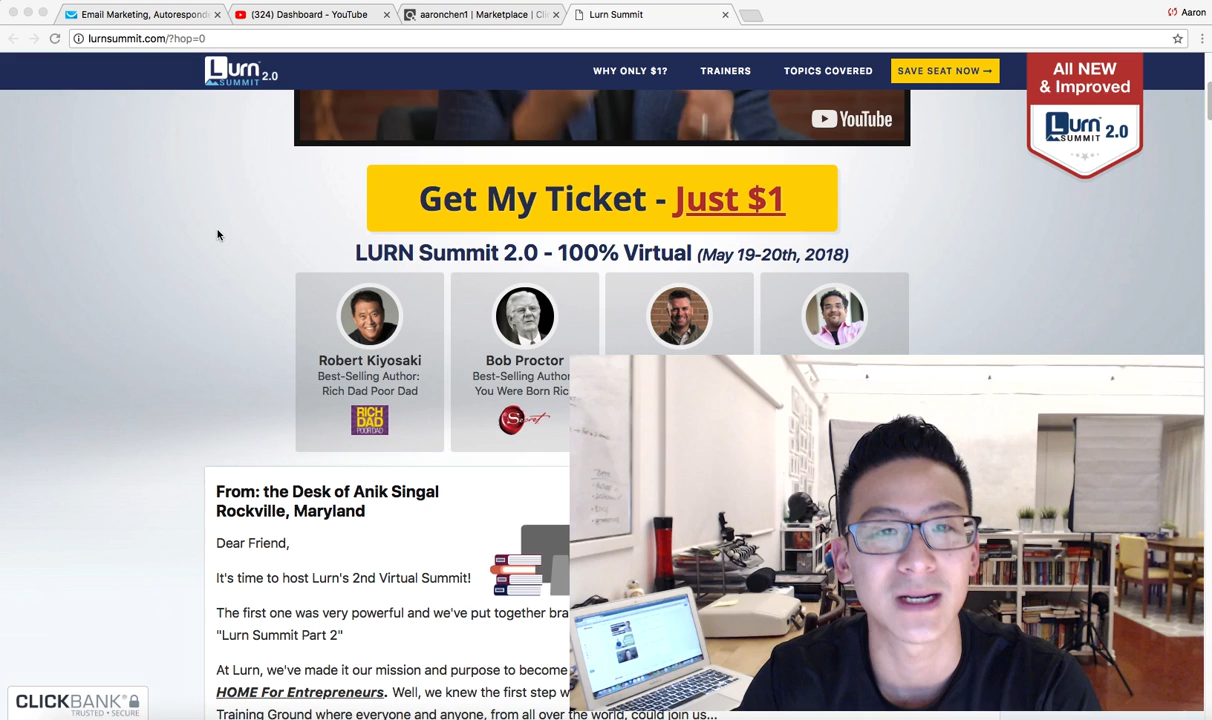 Email Marketing, Autorespond
(324) Dashboard - YouTube
aaronchen1 | Marketplace | Cli
Lurn Summit
Aaron
lurnsummit.com/?hop=0
Lurn SUMMIT 2.0
WHY ONLY $1?
TRAINERS
TOPICS COVERED
SAVE SEAT NOW →
All NEW
& Improved
Lurn SUMMIT 2.0
YouTube
Get My Ticket - Just $1
LURN Summit 2.0 - 100% Virtual (May 19-20th, 2018)
Robert Kiyosaki
Best-Selling Author:
Rich Dad Poor Dad
RICH
DAD
POOR DAD
Bob Proctor
Best-Selling Autho
You Were Born Ric
Secret
From: the Desk of Anik Singal
Rockville, Maryland
Dear Friend,
It's time to host Lurn's 2nd Virtual Summit!
The first one was very powerful and we've put together bra
"Lurn Summit Part 2"
At Lurn, we've made it our mission and purpose to become
HOME For Entrepreneurs. Well, we knew the first step w
Training Ground where everyone and anyone, from all over the world, could join us...
CLICKBANK
TRUSTED • SECURE